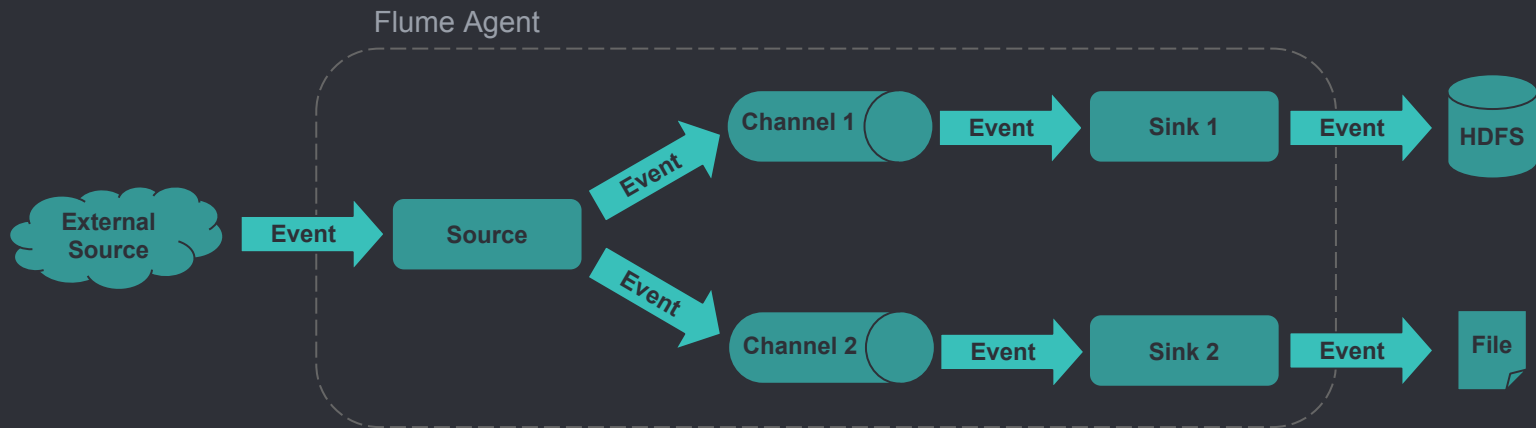 Flume Agent
External
Source
Event
Source
Event
Event
Channel 1
Event
Sink 1
Event
HDFS
Channel 2
Event
Sink 2
Event
File